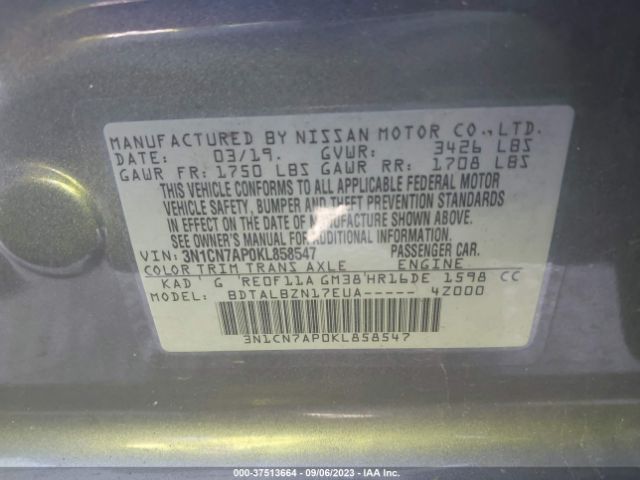 MANUFACTURED BY NISSAN MOTOR CO., LTD.
DATE: 03/19. GVWR: 3426 LBS
GAWR FR: 1750 LBS GAWR RR: 1708 LBS
THIS VEHICLE CONFORMS TO ALL APPLICABLE FEDERAL MOTOR
VEHICLE SAFETY, BUMPER AND THEFT PREVENTION STANDARDS
IN EFFECT ON THE DATE OF MANUFACTURE SHOWN ABOVE.
SEE OWNER'S MANUAL FOR ADDITIONAL INFORMATION.
VIN: 3N1CN7AP0KL858547 PASSENGER CAR.
COLOR TRIM TRANS AXLE ENGINE
KAD G RE0F11A GM38 HR16DE 1598 CC
MODEL: BDTALBZN17EUA----- 4Z000
3N1CN7AP0KL858547
000-37513664 - 09/06/2023 - IAA Inc.